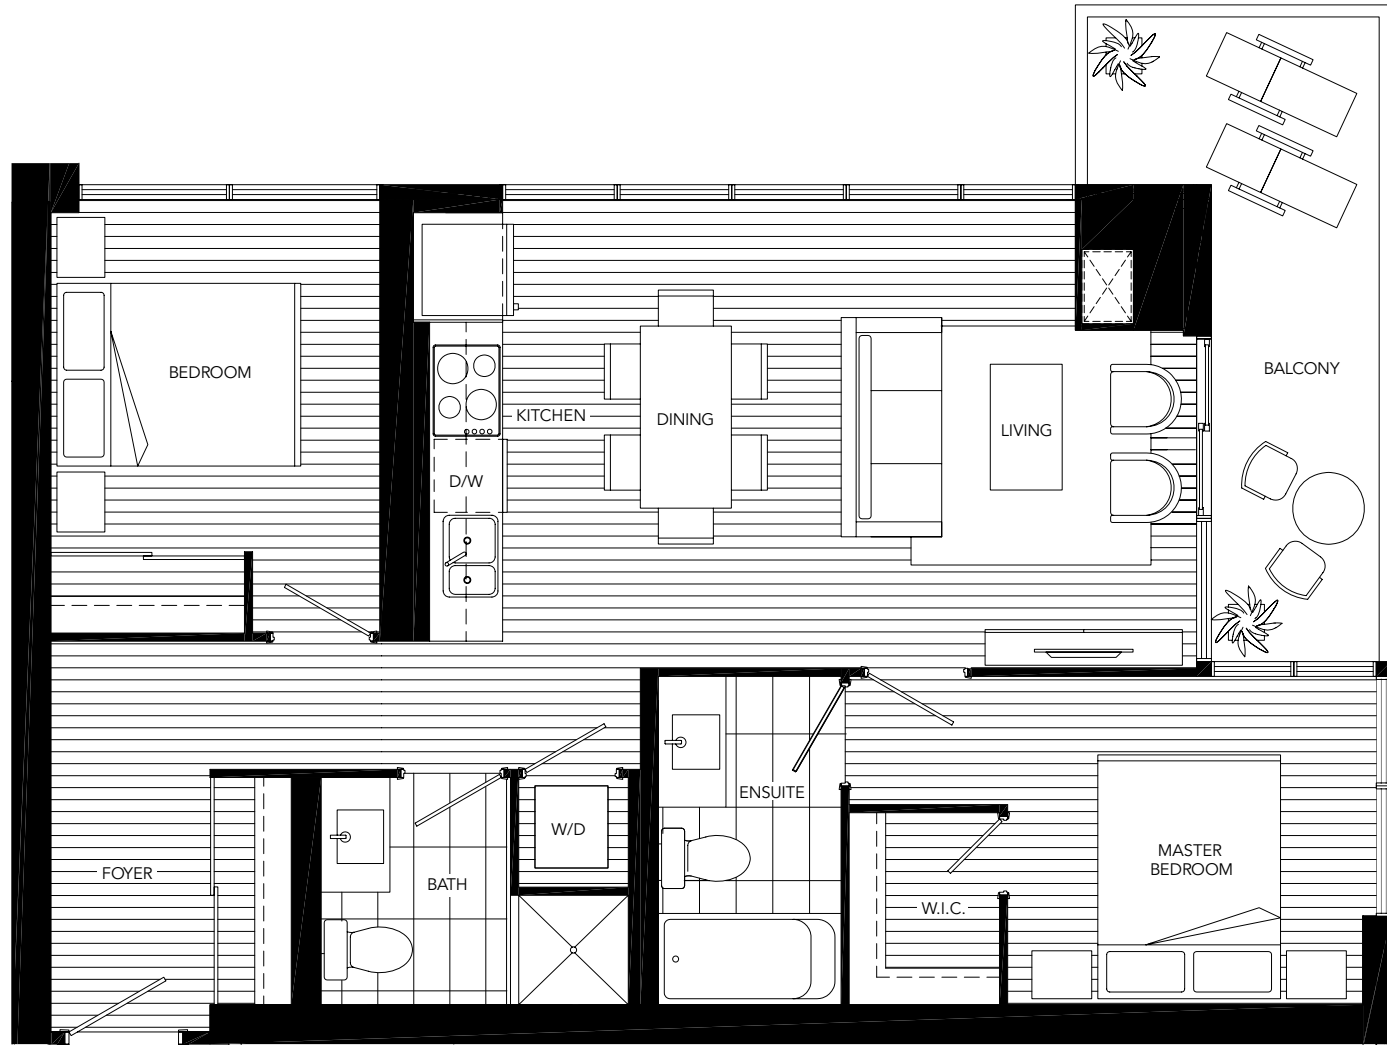 BEDROOM
KITCHEN
D/W
DINING
LIVING
BALCONY
FOYER
BATH
W/D
ENSUITE
W.I.C.
MASTER
BEDROOM